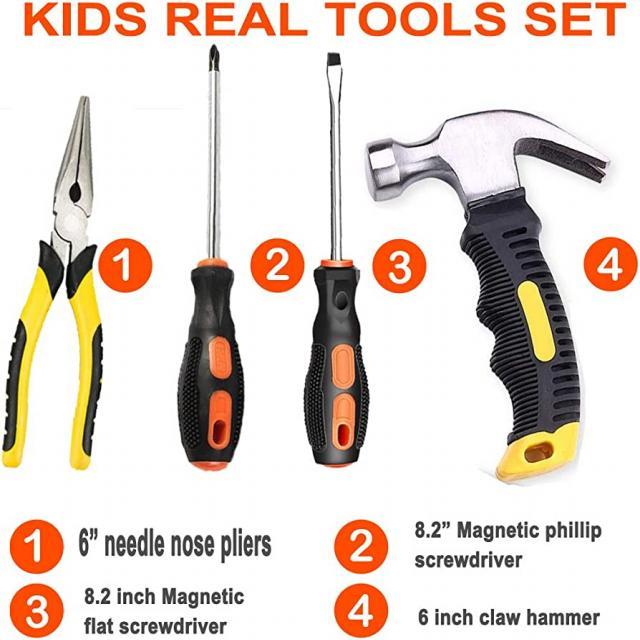 KIDS REAL TOOLS SET
1
2
3
4
1 6” needle nose pliers
2 8.2” Magnetic phillip
screwdriver
3 8.2 inch Magnetic
flat screwdriver
4 6 inch claw hammer